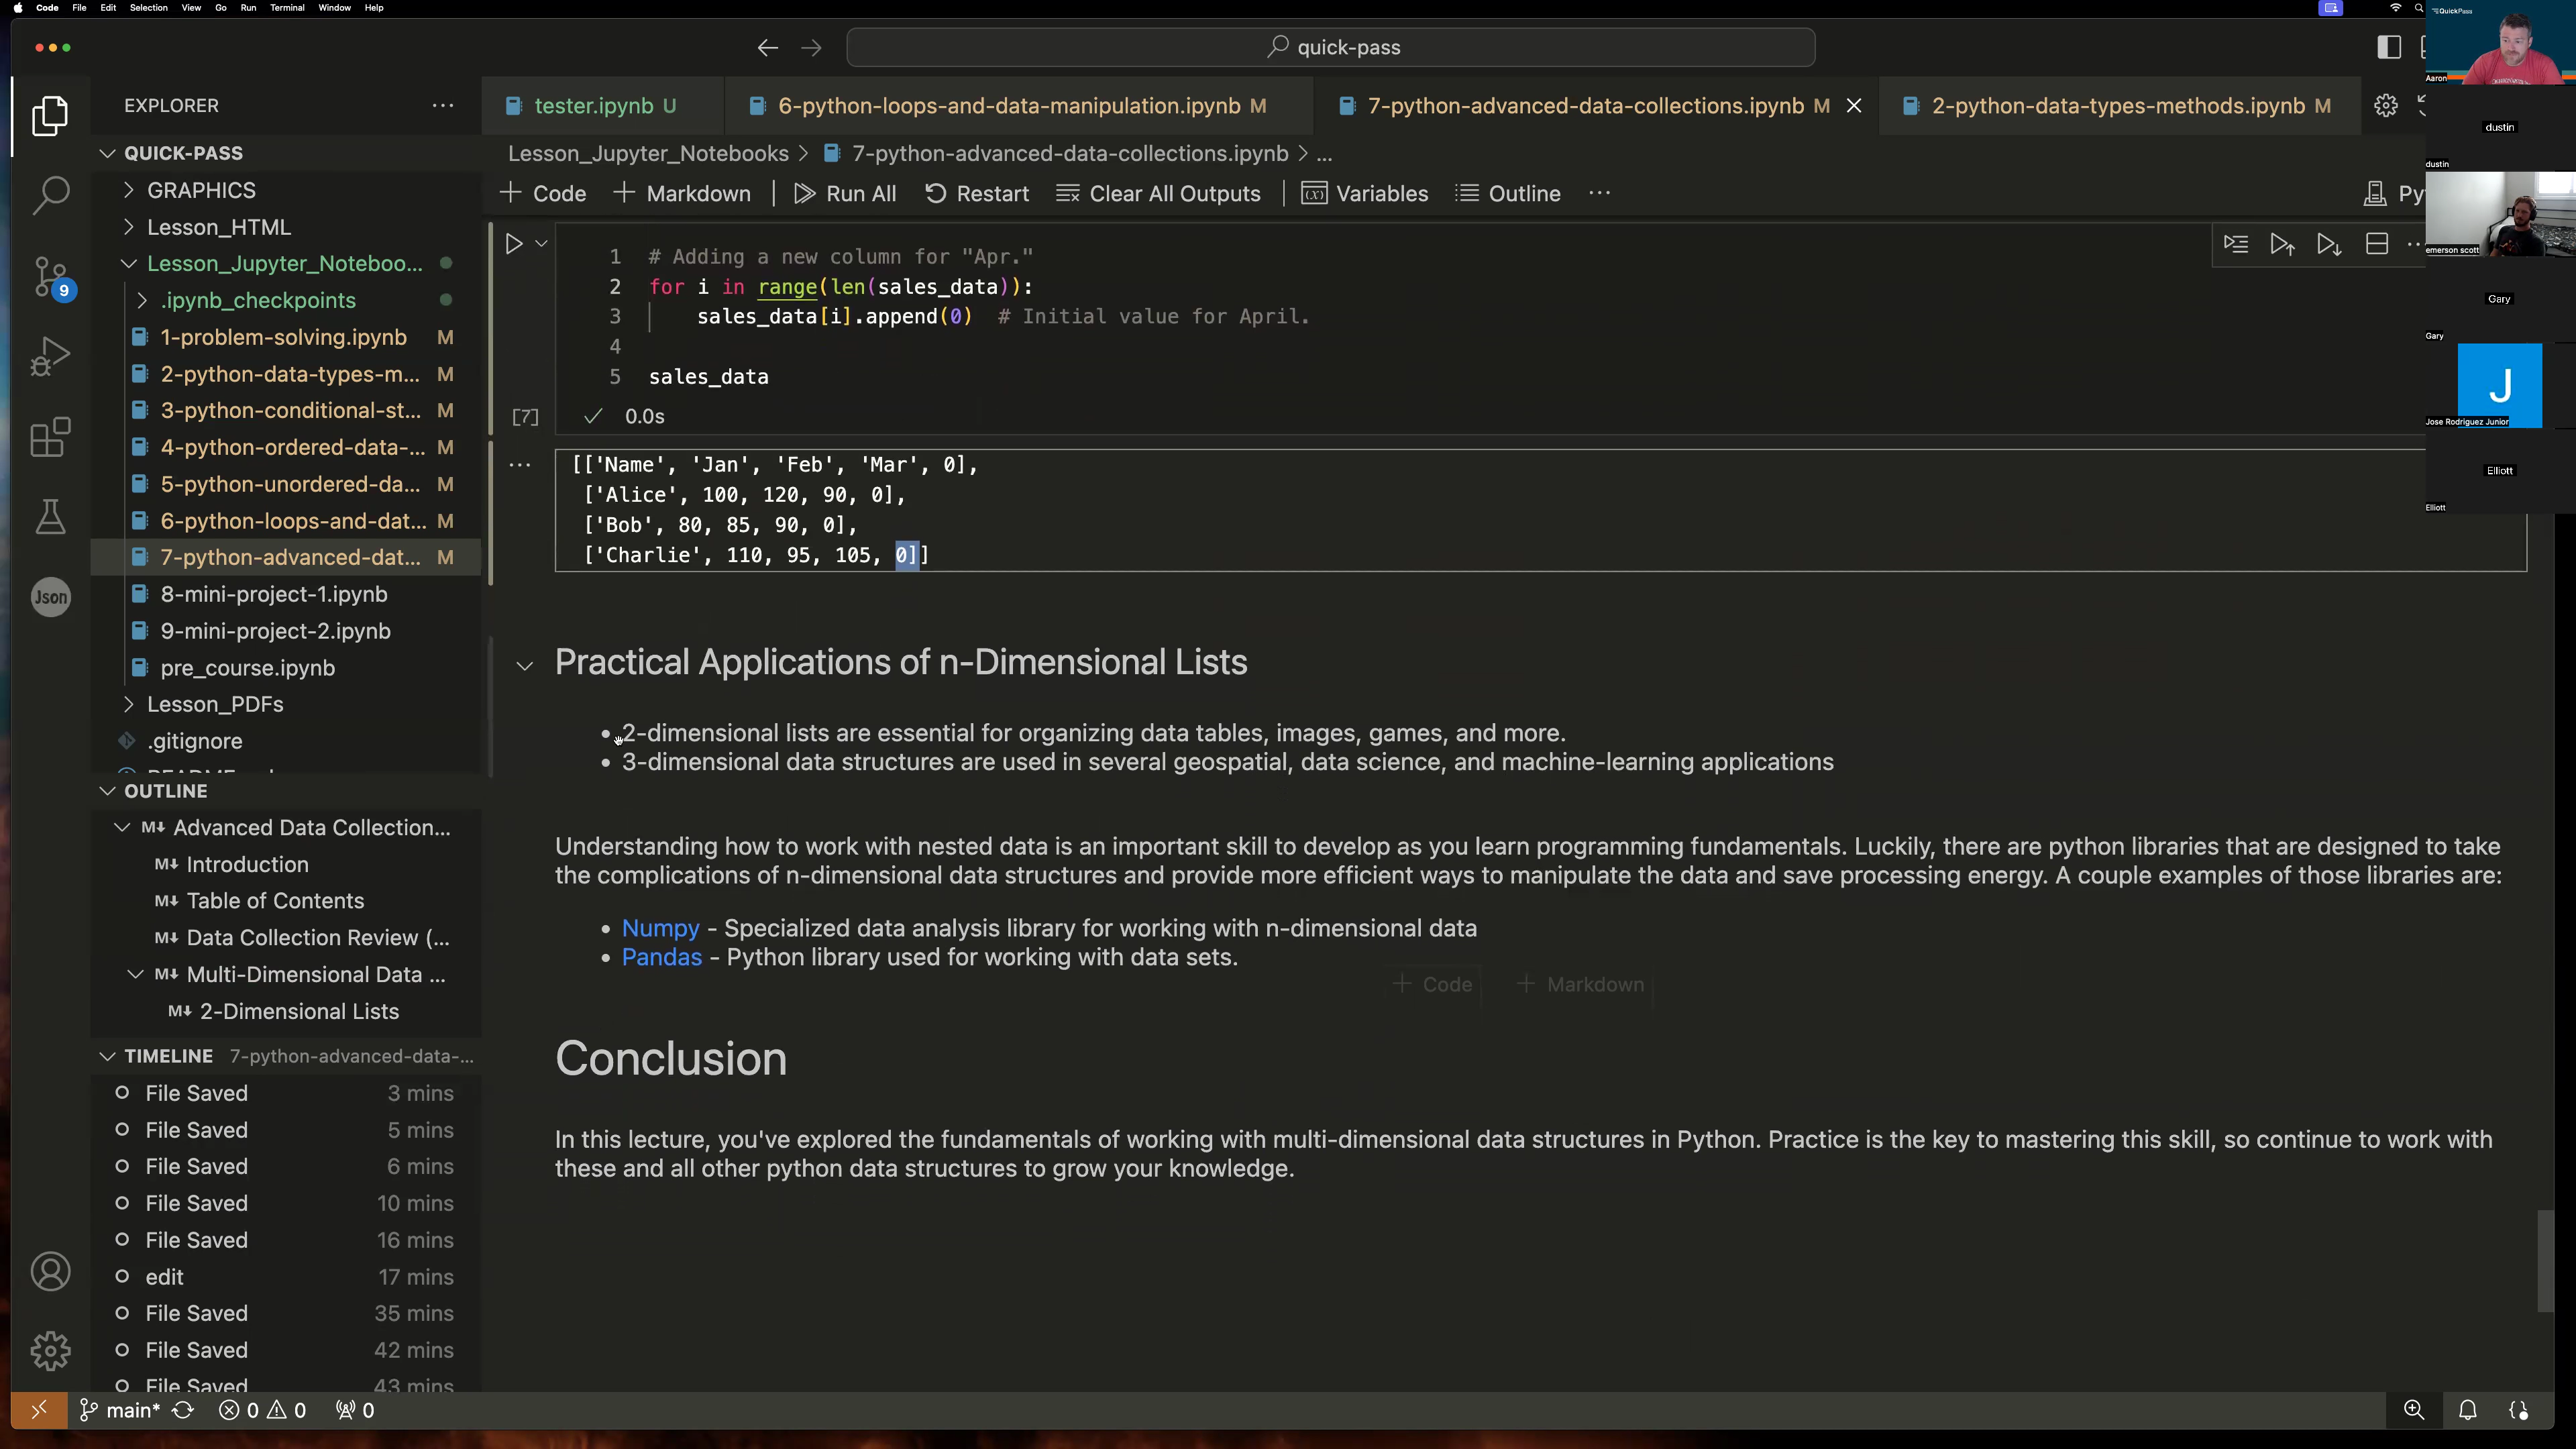 Code File Edit Selection View Go Run Terminal Window Help
quick-pass
EXPLORER
QUICK-PASS
GRAPHICS
Lesson_HTML
Lesson_Jupyter_Noteboo...
.ipynb_checkpoints
1-problem-solving.ipynb M
2-python-data-types-m... M
3-python-conditional-st... M
4-python-ordered-data-... M
5-python-unordered-da... M
6-python-loops-and-dat... M
7-python-advanced-dat... M
8-mini-project-1.ipynb
9-mini-project-2.ipynb
pre_course.ipynb
Lesson_PDFs
.gitignore
OUTLINE
Advanced Data Collection...
Introduction
Table of Contents
Data Collection Review (...
Multi-Dimensional Data ...
2-Dimensional Lists
TIMELINE 7-python-advanced-data-...
File Saved 3 mins
File Saved 5 mins
File Saved 6 mins
File Saved 10 mins
File Saved 16 mins
edit 17 mins
File Saved 35 mins
File Saved 42 mins
File Saved 43 mins
9
Json
tester.ipynb U
6-python-loops-and-data-manipulation.ipynb M
7-python-advanced-data-collections.ipynb M
2-python-data-types-methods.ipynb M
Lesson_Jupyter_Notebooks > 7-python-advanced-data-collections.ipynb > ...
+ Code + Markdown | Run All Restart Clear All Outputs | Variables Outline ...
Py
1 # Adding a new column for "Apr."
2 for i in range(len(sales_data)):
3 sales_data[i].append(0) # Initial value for April.
4
5 sales_data
[7] 0.0s
[['Name', 'Jan', 'Feb', 'Mar', 0],
['Alice', 100, 120, 90, 0],
['Bob', 80, 85, 90, 0],
['Charlie', 110, 95, 105, 0]]
Practical Applications of n-Dimensional Lists
• 2-dimensional lists are essential for organizing data tables, images, games, and more.
• 3-dimensional data structures are used in several geospatial, data science, and machine-learning applications
Understanding how to work with nested data is an important skill to develop as you learn programming fundamentals. Luckily, there are python libraries that are designed to take
the complications of n-dimensional data structures and provide more efficient ways to manipulate the data and save processing energy. A couple examples of those libraries are:
• Numpy - Specialized data analysis library for working with n-dimensional data
• Pandas - Python library used for working with data sets.
+ Code + Markdown
Conclusion
In this lecture, you've explored the fundamentals of working with multi-dimensional data structures in Python. Practice is the key to mastering this skill, so continue to work with
these and all other python data structures to grow your knowledge.
main* 0 0 0
QuickPass
Aaron
dustin
dustin
emerson scott
Gary
Gary
J
Jose Rodriguez Junior
Elliott
Elliott